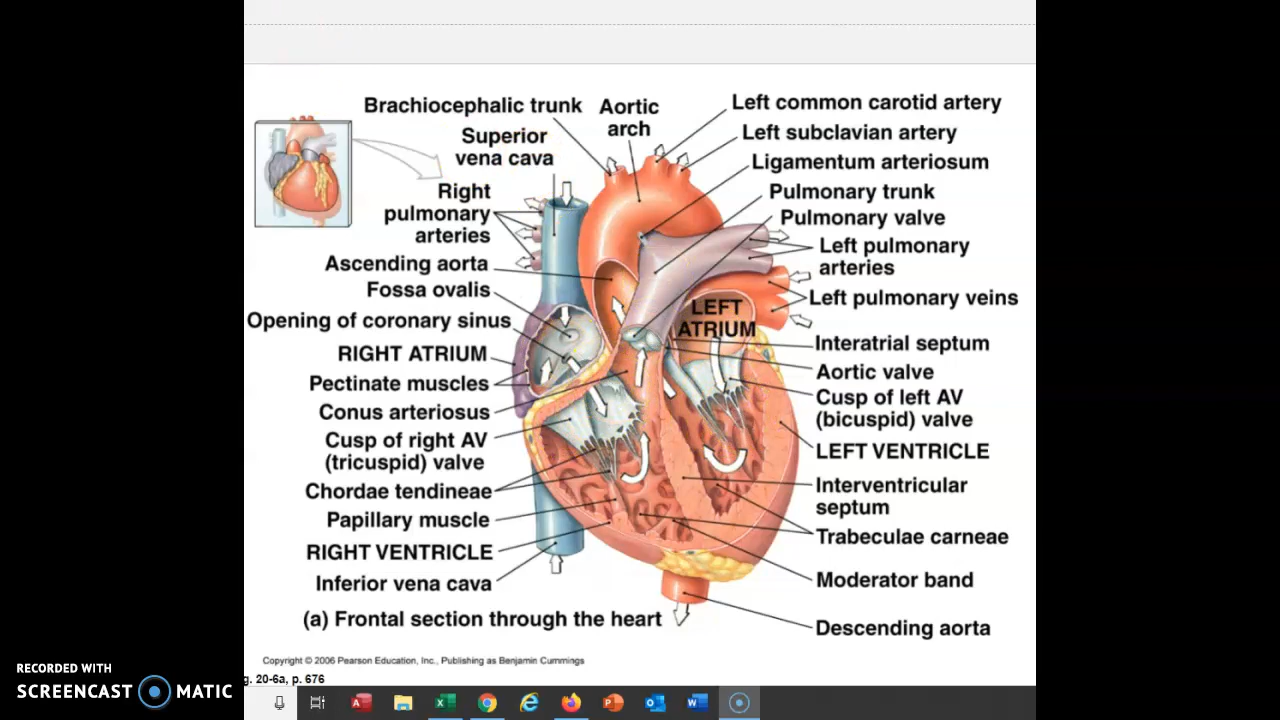 Brachiocephalic trunk
Aortic
arch
Superior
vena cava
Right
pulmonary
arteries
Ascending aorta
Fossa ovalis
Opening of coronary sinus
RIGHT ATRIUM
Pectinate muscles
Conus arteriosus
Cusp of right AV
(tricuspid) valve
Chordae tendineae
Papillary muscle
RIGHT VENTRICLE
Inferior vena cava
Left common carotid artery
Left subclavian artery
Ligamentum arteriosum
Pulmonary trunk
Pulmonary valve
Left pulmonary
arteries
Left pulmonary veins
LEFT
ATRIUM
Interatrial septum
Aortic valve
Cusp of left AV
(bicuspid) valve
LEFT VENTRICLE
Interventricular
septum
Trabeculae carneae
Moderator band
Descending aorta
(a) Frontal section through the heart
Copyright © 2006 Pearson Education, Inc., Publishing as Benjamin Cummings
g. 20-6a, p. 676
RECORDED WITH
SCREENCAST MATIC